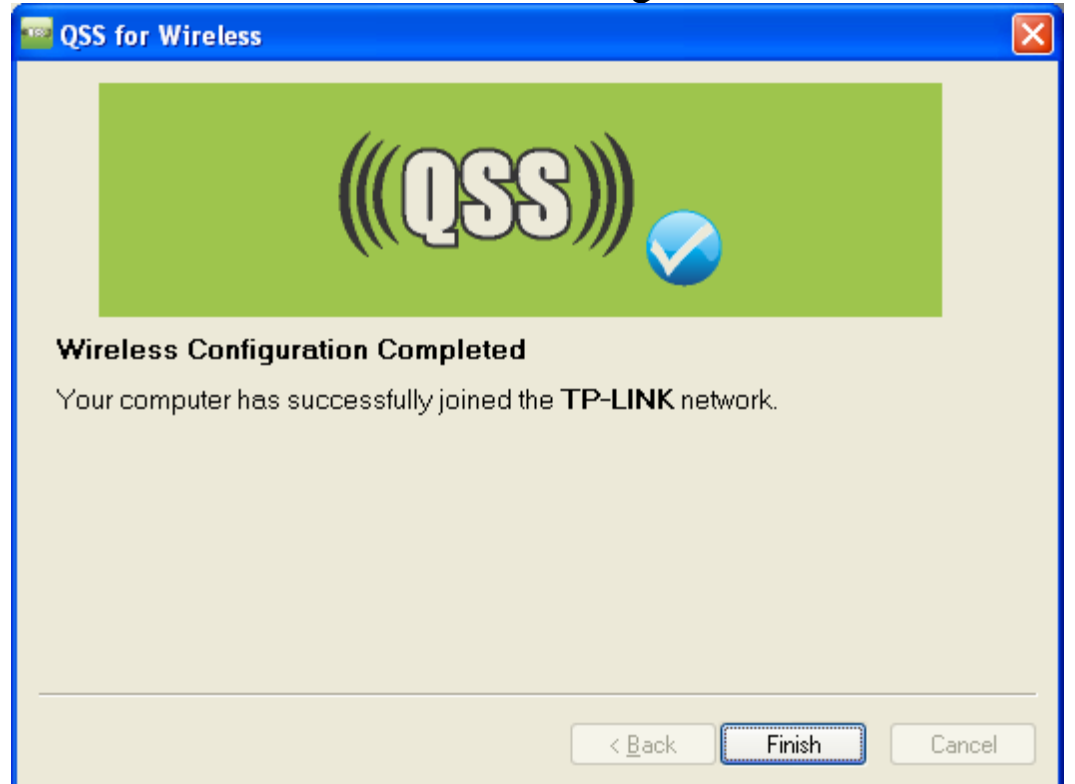 QSS for Wireless
(((QSS)))
Wireless Configuration Completed
Your computer has successfully joined the TP-LINK network.
< Back Finish Cancel